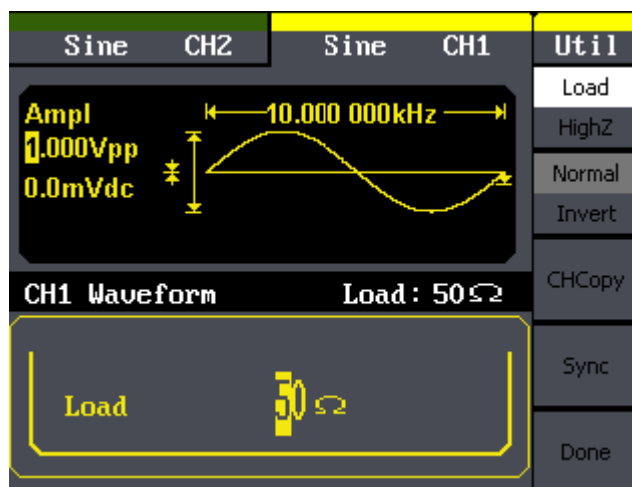 Sine CH2 Sine CH1 Util
Ampl
1.000Vpp
0.0mVdc
10.000 000kHz
CH1 Waveform Load: 50Ω
Load 50 Ω
Load
HighZ
Normal
Invert
CHCopy
Sync
Done